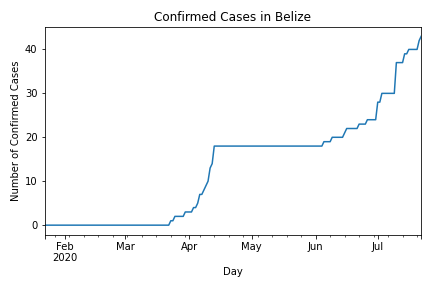 Confirmed Cases in Belize
Number of Confirmed Cases
40
30
20
10
0
Feb Mar Apr May Jun Jul
2020
Day